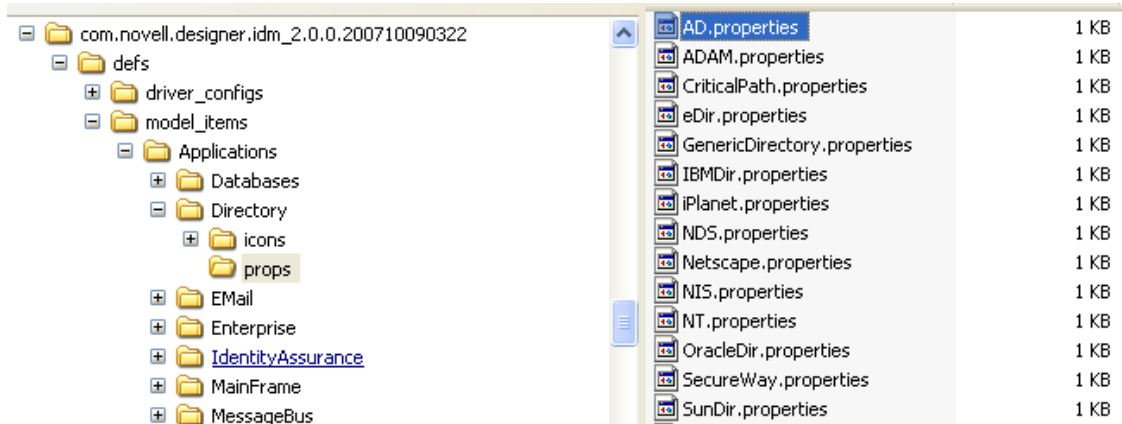 com.novell.designer.idm_2.0.0.200710090322
defs
driver_configs
model_items
Applications
Databases
Directory
icons
props
EMail
Enterprise
IdentityAssurance
MainFrame
MessageBus
AD.properties 1 KB
ADAM.properties 1 KB
CriticalPath.properties 1 KB
eDir.properties 1 KB
GenericDirectory.properties 1 KB
IBMDir.properties 1 KB
iPlanet.properties 1 KB
NDS.properties 1 KB
Netscape.properties 1 KB
NIS.properties 1 KB
NT.properties 1 KB
OracleDir.properties 1 KB
SecureWay.properties 1 KB
SunDir.properties 1 KB